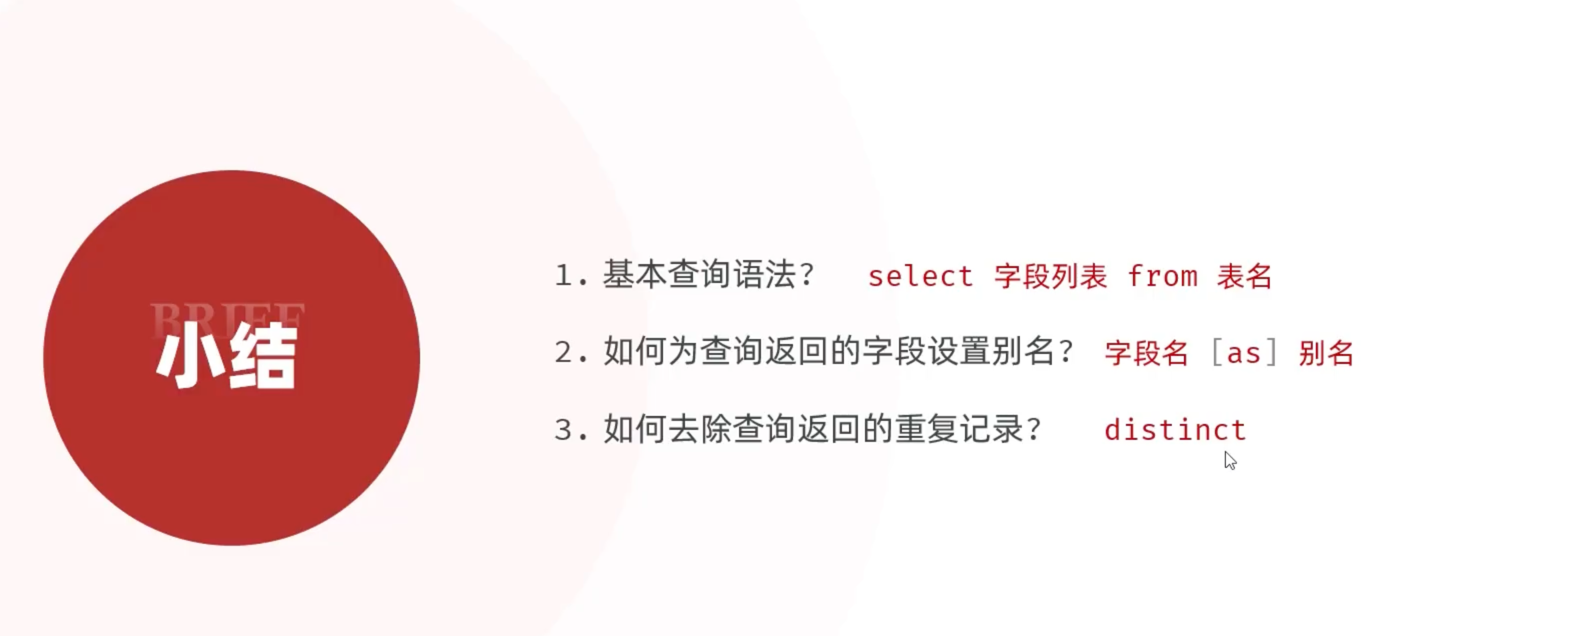 BRIEF
小结
1. 基本查询语法？ select 字段列表 from 表名
2. 如何为查询返回的字段设置别名？ 字段名 [as] 别名
3. 如何去除查询返回的重复记录？ distinct